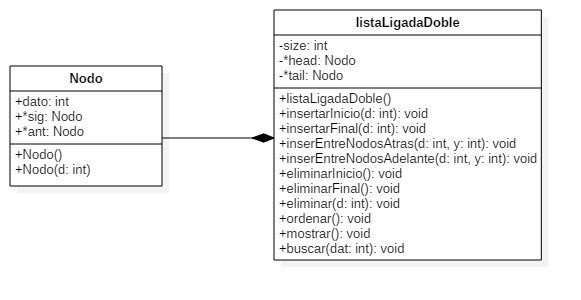 Nodo
+dato: int
+*sig: Nodo
+*ant: Nodo
+Nodo()
+Nodo(d: int)
listaLigadaDoble
-size: int
-*head: Nodo
-*tail: Nodo
+listaLigadaDoble()
+insertarInicio(d: int): void
+insertarFinal(d: int): void
+inserEntreNodosAtras(d: int, y: int): void
+inserEntreNodosAdelante(d: int, y: int): void
+eliminarInicio(): void
+eliminarFinal(): void
+eliminar(d: int): void
+ordenar(): void
+mostrar(): void
+buscar(dat: int): void